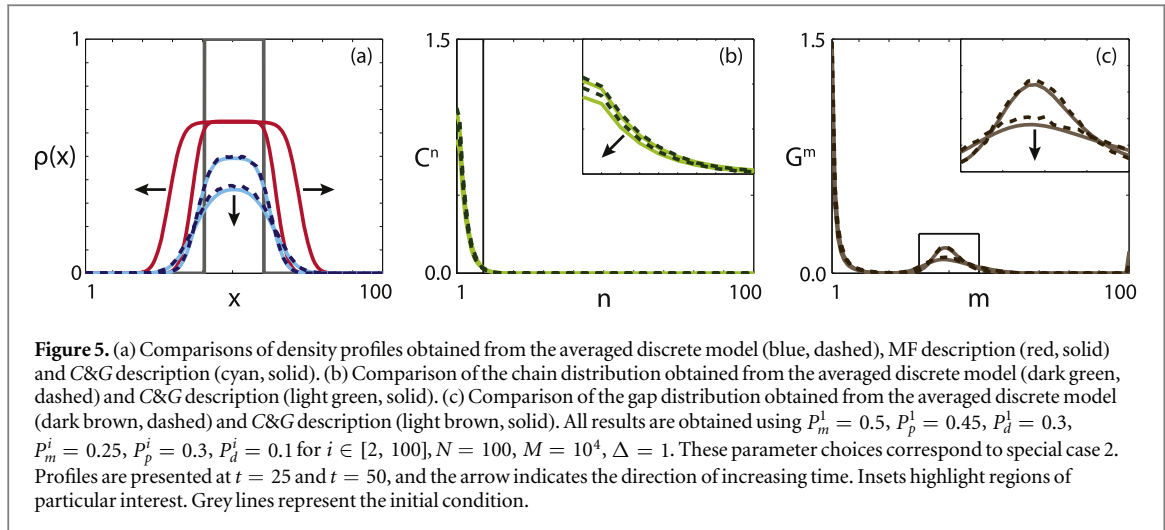 1
(a)
ρ(x)
0
1
x
100
1.5
(b)
Cⁿ
0.0
1
n
100
1.5
(c)
Gᵐ
0.0
1
m
100
Figure 5. (a) Comparisons of density profiles obtained from the averaged discrete model (blue, dashed), MF description (red, solid)
and C&G description (cyan, solid). (b) Comparison of the chain distribution obtained from the averaged discrete model (dark green,
dashed) and C&G description (light green, solid). (c) Comparison of the gap distribution obtained from the averaged discrete model
(dark brown, dashed) and C&G description (light brown, solid). All results are obtained using $P_m^1 = 0.5$, $P_p^1 = 0.45$, $P_d^1 = 0.3$,
$P_m^i = 0.25$, $P_p^i = 0.3$, $P_d^i = 0.1$ for $i \in [2, 100]$, $N = 100$, $M = 10^4$, $\Delta = 1$. These parameter choices correspond to special case 2.
Profiles are presented at t = 25 and t = 50, and the arrow indicates the direction of increasing time. Insets highlight regions of
particular interest. Grey lines represent the initial condition.